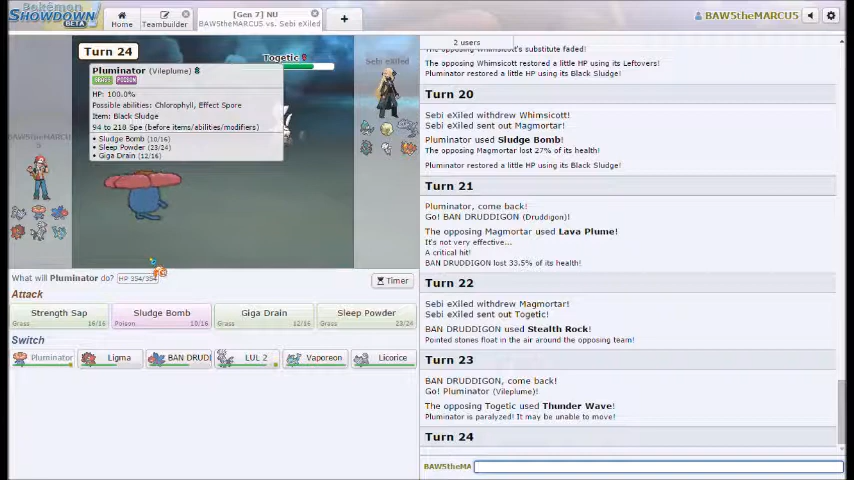 Pokémon
SHOWDOWN
BETA
Home
Teambuilder
[Gen 7] NU
BAW5theMARCUS vs. Sebi eXiled
BAW5theMARCU5
Turn 24
Togetic
Pluminator (Vileplume)
GRASS POISON
HP: 100.0%
Possible abilities: Chlorophyll, Effect Spore
Item: Black Sludge
94 to 218 Spe (before items/abilities/modifiers)
• Sludge Bomb (10/16)
• Sleep Powder (23/24)
• Giga Drain (12/16)
Sebi eXiled
BAW5theMARCU
5
What will Pluminator do? HP 354/354
Timer
Attack
Strength Sap
Grass 16/16
Sludge Bomb
Poison 10/16
Giga Drain
Grass 12/16
Sleep Powder
Grass 23/24
Switch
Pluminator
Ligma
BAN DRUDI
LUL 2
Vaporeon
Licorice
2 users
The opposing Whimsicott's substitute faded!
The opposing Whimsicott restored a little HP using its Leftovers!
Pluminator restored a little HP using its Black Sludge!
Turn 20
Sebi eXiled withdrew Whimsicott!
Sebi eXiled sent out Magmortar!
Pluminator used Sludge Bomb!
The opposing Magmortar lost 27% of its health!
Pluminator restored a little HP using its Black Sludge!
Turn 21
Pluminator, come back!
Go! BAN DRUDDIGON (Druddigon)!
The opposing Magmortar used Lava Plume!
It's not very effective...
A critical hit!
BAN DRUDDIGON lost 33.5% of its health!
Turn 22
Sebi eXiled withdrew Magmortar!
Sebi eXiled sent out Togetic!
BAN DRUDDIGON used Stealth Rock!
Pointed stones float in the air around the opposing team!
Turn 23
BAN DRUDDIGON, come back!
Go! Pluminator (Vileplume)!
The opposing Togetic used Thunder Wave!
Pluminator is paralyzed! It may be unable to move!
Turn 24
BAW5theMA